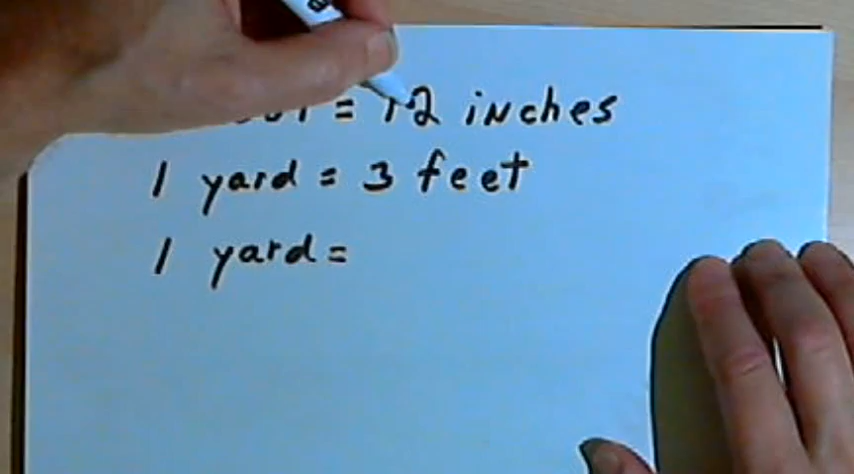 = 12 inches
1 yard = 3 feet
1 yard =